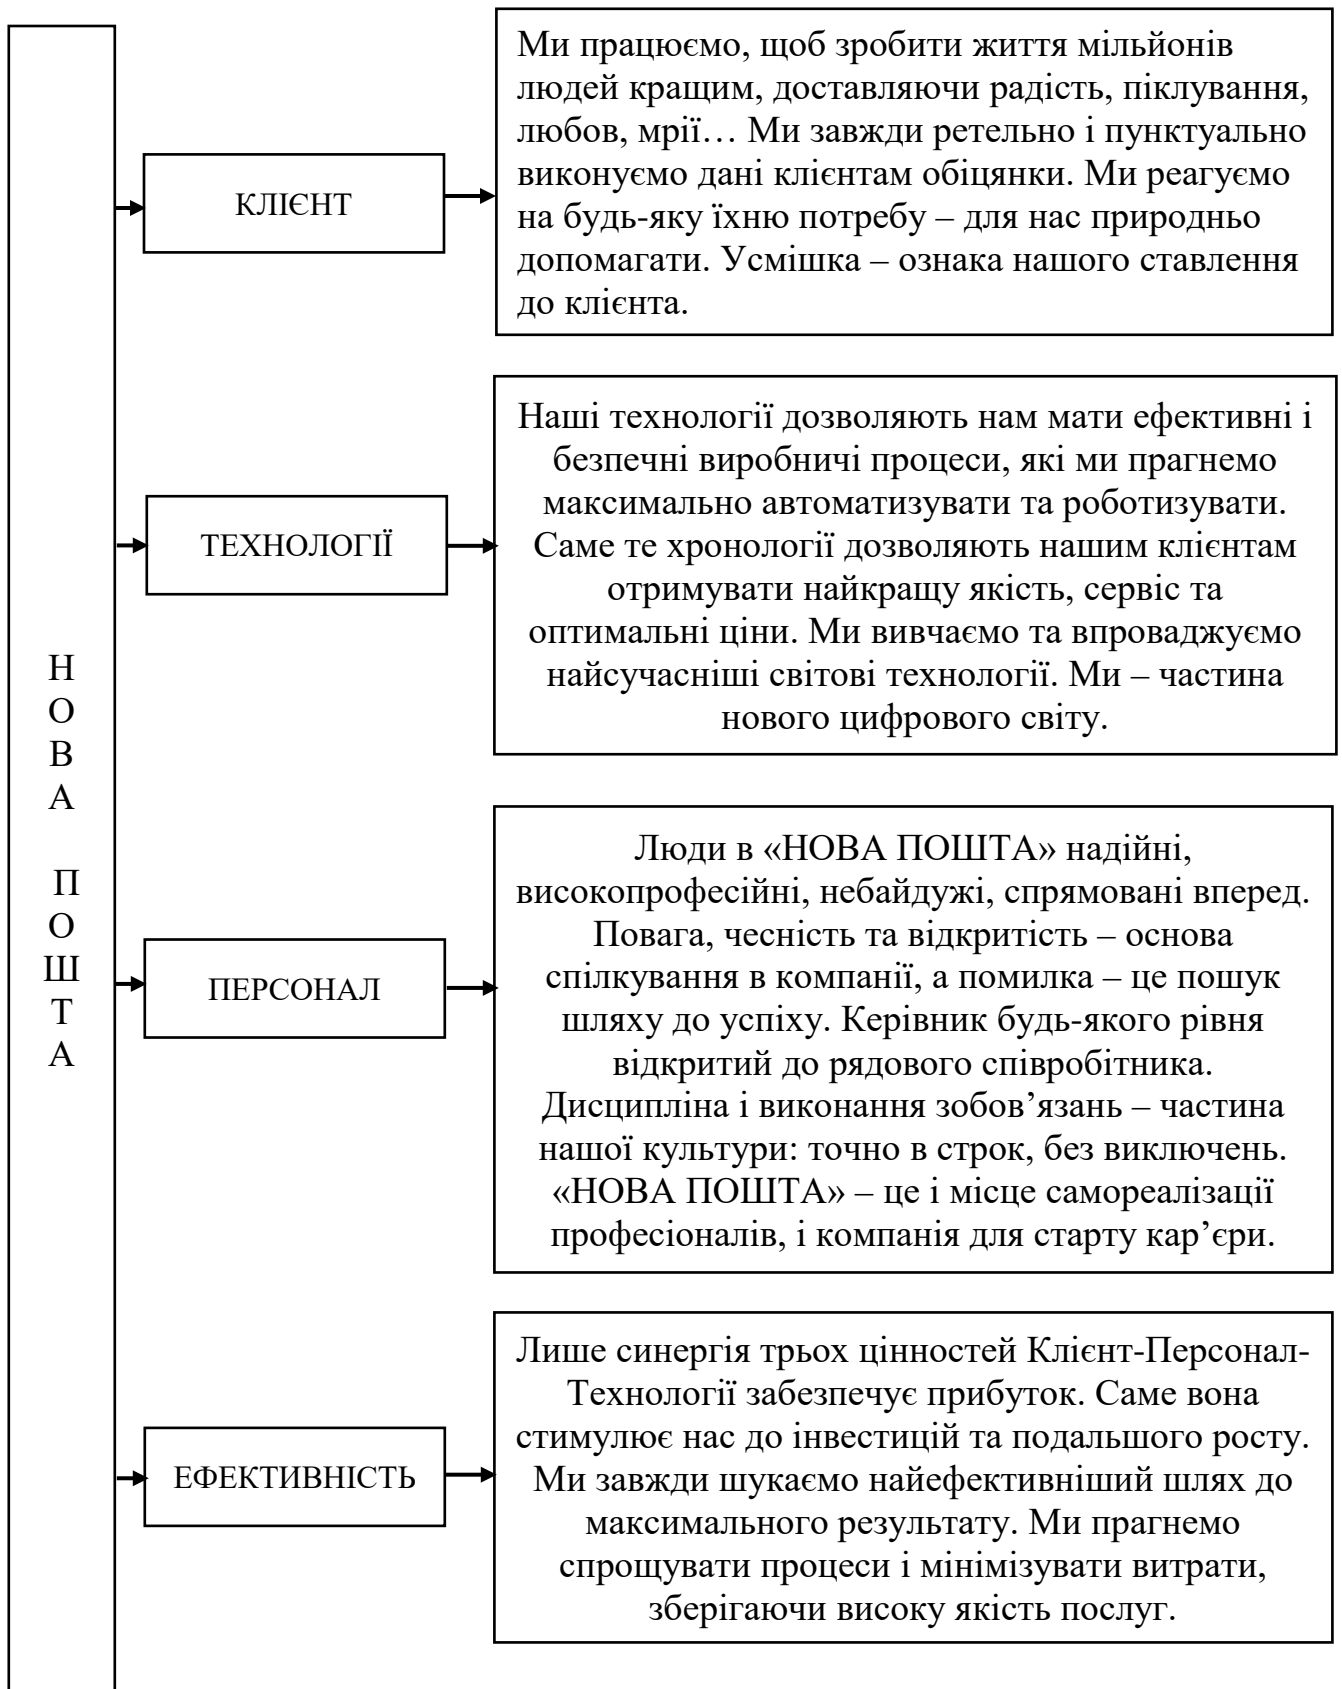 НОВА ПОШТА
КЛІЄНТ
Ми працюємо, щоб зробити життя мільйонів
людей кращим, доставляючи радість, піклування,
любов, мрії… Ми завжди ретельно і пунктуально
виконуємо дані клієнтам обіцянки. Ми реагуємо
на будь-яку їхню потребу – для нас природньо
допомагати. Усмішка – ознака нашого ставлення
до клієнта.
ТЕХНОЛОГІЇ
Наші технології дозволяють нам мати ефективні і
безпечні виробничі процеси, які ми прагнемо
максимально автоматизувати та роботизувати.
Саме те хронології дозволяють нашим клієнтам
отримувати найкращу якість, сервіс та
оптимальні ціни. Ми вивчаємо та впроваджуємо
найсучасніші світові технології. Ми – частина
нового цифрового світу.
ПЕРСОНАЛ
Люди в «НОВА ПОШТА» надійні,
високопрофесійні, небайдужі, спрямовані вперед.
Повага, чесність та відкритість – основа
спілкування в компанії, а помилка – це пошук
шляху до успіху. Керівник будь-якого рівня
відкритий до рядового співробітника.
Дисципліна і виконання зобов’язань – частина
нашої культури: точно в строк, без виключень.
«НОВА ПОШТА» – це і місце самореалізації
професіоналів, і компанія для старту кар’єри.
ЕФЕКТИВНІСТЬ
Лише синергія трьох цінностей Клієнт-Персонал-
Технології забезпечує прибуток. Саме вона
стимулює нас до інвестицій та подальшого росту.
Ми завжди шукаємо найефективніший шлях до
максимального результату. Ми прагнемо
спрощувати процеси і мінімізувати витрати,
зберігаючи високу якість послуг.